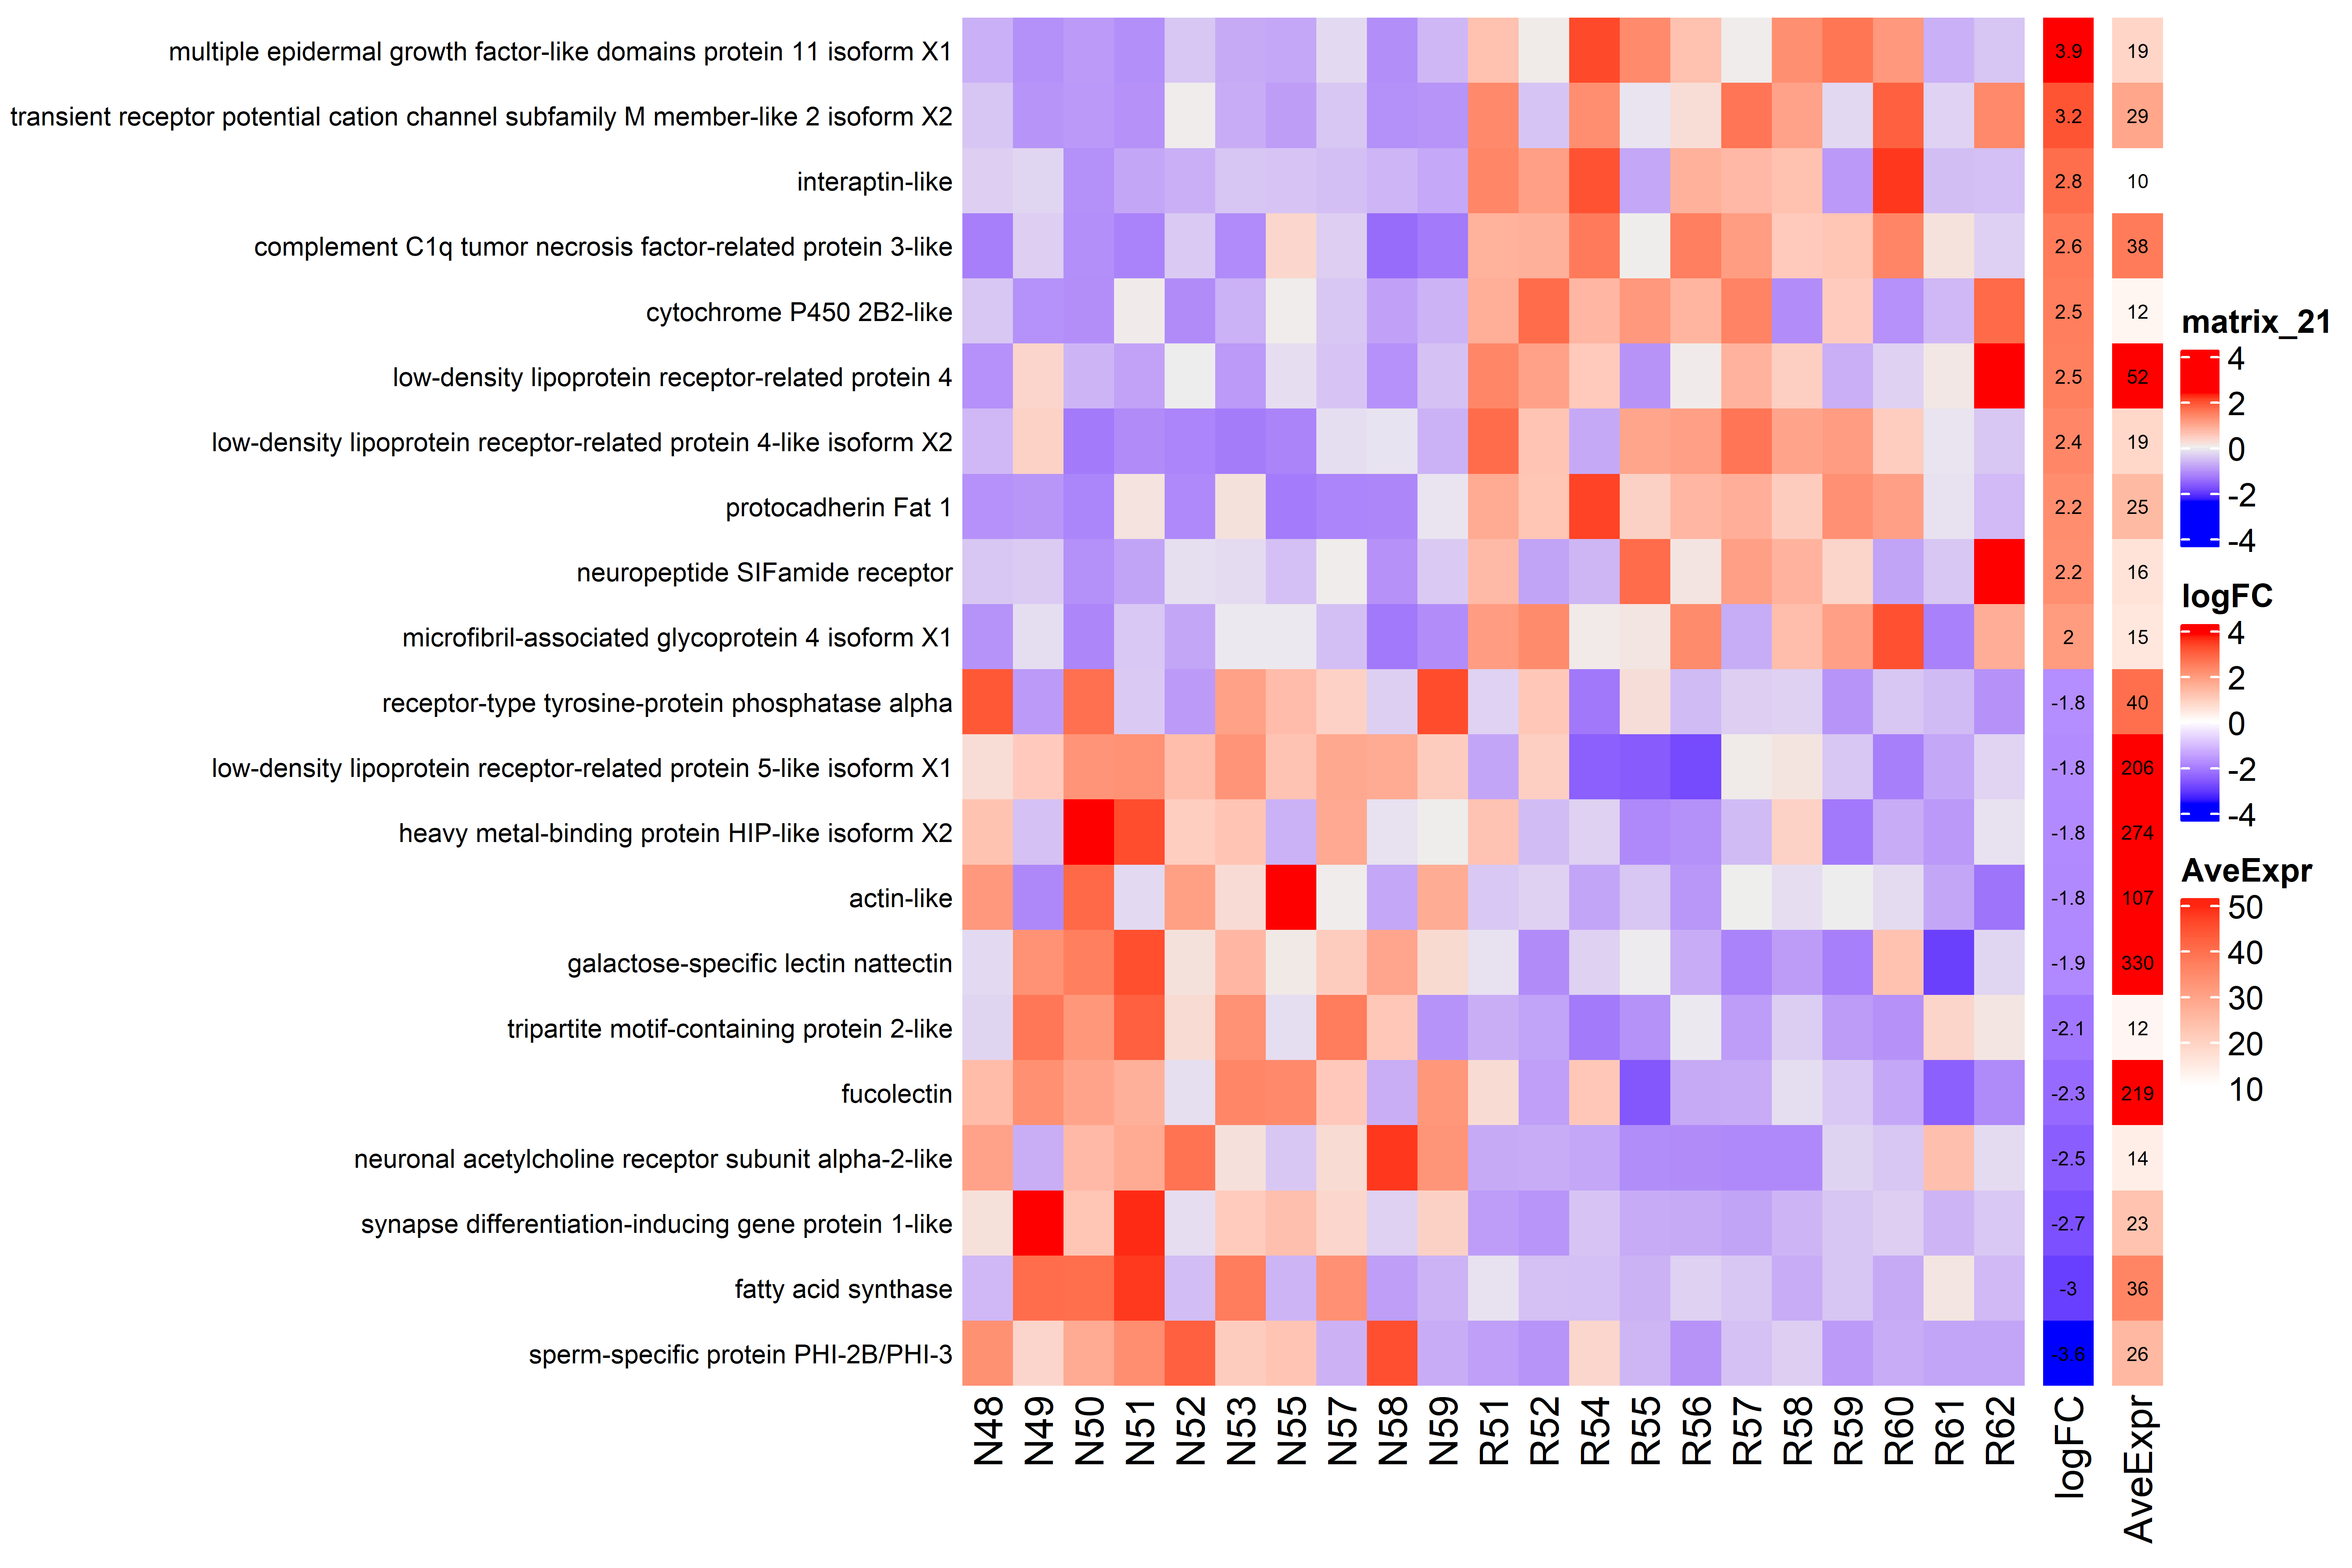 multiple epidermal growth factor-like domains protein 11 isoform X1 3.9 19
transient receptor potential cation channel subfamily M member-like 2 isoform X2 3.2 29
interaptin-like 2.8 10
complement C1q tumor necrosis factor-related protein 3-like 2.6 38
cytochrome P450 2B2-like 2.5 12
low-density lipoprotein receptor-related protein 4 2.5 52
low-density lipoprotein receptor-related protein 4-like isoform X2 2.4 19
protocadherin Fat 1 2.2 25
neuropeptide SIFamide receptor 2.2 16
microfibril-associated glycoprotein 4 isoform X1 2 15
receptor-type tyrosine-protein phosphatase alpha -1.8 40
low-density lipoprotein receptor-related protein 5-like isoform X1 -1.8 206
heavy metal-binding protein HIP-like isoform X2 -1.8 274
actin-like -1.8 107
galactose-specific lectin nattectin -1.9 330
tripartite motif-containing protein 2-like -2.1 12
fucolectin -2.3 219
neuronal acetylcholine receptor subunit alpha-2-like -2.5 14
synapse differentiation-inducing gene protein 1-like -2.7 23
fatty acid synthase -3 36
sperm-specific protein PHI-2B/PHI-3 -3.6 26
N48 N49 N50 N51 N52 N53 N55 N57 N58 N59 R51 R52 R54 R55 R56 R57 R58 R59 R60 R61 R62 logFC AveExpr
matrix_21
4
2
0
-2
-4
logFC
4
2
0
-2
-4
AveExpr
50
40
30
20
10